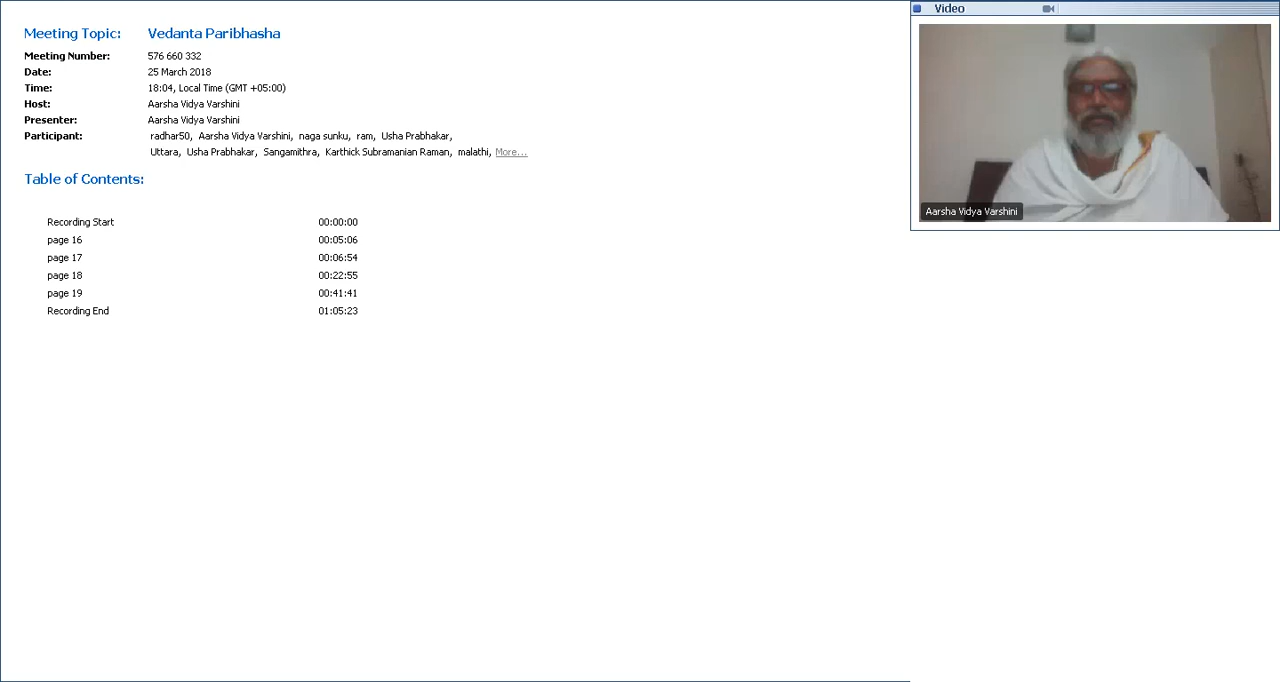 Meeting Topic: Vedanta Paribhasha
Meeting Number: 576 660 332
Date: 25 March 2018
Time: 18:04, Local Time (GMT +05:00)
Host: Aarsha Vidya Varshini
Presenter: Aarsha Vidya Varshini
Participant: radhar50, Aarsha Vidya Varshini, naga sunku, ram, Usha Prabhakar,
Uttara, Usha Prabhakar, Sangamithra, Karthick Subramanian Raman, malathi, More...
Table of Contents:
Recording Start 00:00:00
page 16 00:05:06
page 17 00:06:54
page 18 00:22:55
page 19 00:41:41
Recording End 01:05:23
Video
Aarsha Vidya Varshini